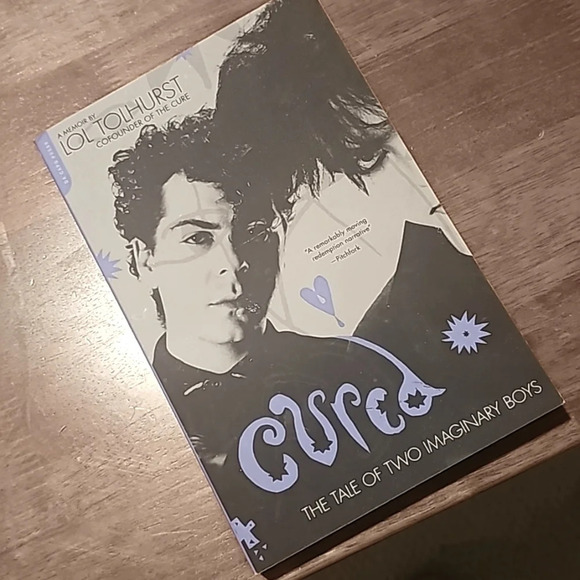 A MEMOIR BY
LOL TOLHURST
COFOUNDER OF THE CURE
"A remarkably moving
redemption narrative"
—Pitchfork
cured
THE TALE OF TWO IMAGINARY BOYS